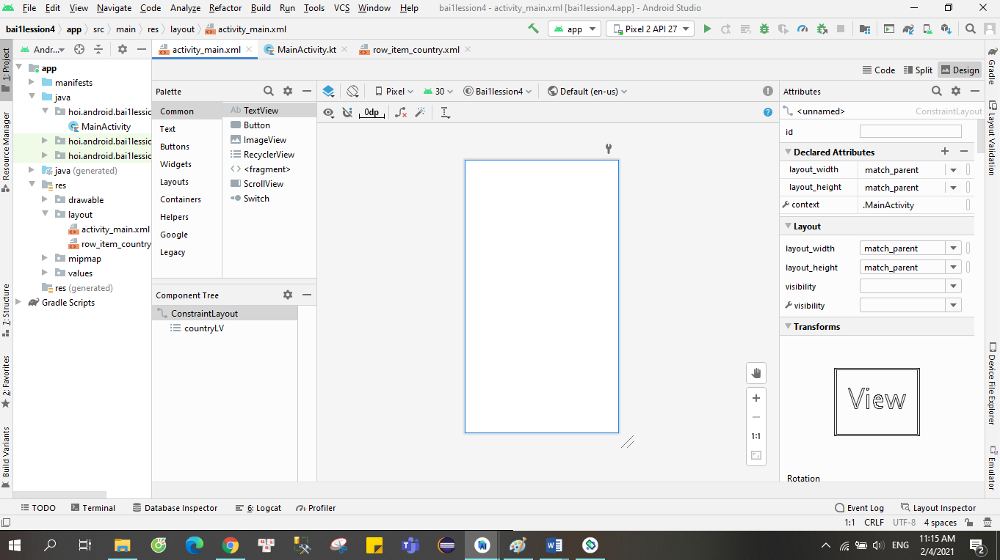 File Edit View Navigate Code Analyze Refactor Build Run Tools VCS Window Help bai1lession4 - activity_main.xml [bai1lession4.app] - Android Studio
bai1lession4 app src main res layout activity_main.xml app Pixel 2 API 27
1: Project
Resource Manager
7: Structure
2: Favorites
Build Variants
Andr...
app
manifests
java
hoi.android.bai1lessic
MainActivity
hoi.android.bai1lessic
hoi.android.bai1lessic
java (generated)
res
drawable
layout
activity_main.xml
row_item_country
mipmap
values
res (generated)
Gradle Scripts
activity_main.xml MainActivity.kt row_item_country.xml
Code Split Design
Palette
Common
Text
Buttons
Widgets
Layouts
Containers
Helpers
Google
Legacy
Ab TextView
Button
ImageView
RecyclerView
<fragment>
ScrollView
Switch
Component Tree
ConstraintLayout
countryLV
Pixel 30 Bai1lession4 Default (en-us)
0dp
1:1
Attributes
<unnamed> ConstraintLayout
id
Declared Attributes
layout_width match_parent
layout_height match_parent
context .MainActivity
Layout
layout_width match_parent
layout_height match_parent
visibility
visibility
Transforms
View
Rotation
Gradle
Layout Validation
Device File Explorer
Emulator
TODO Terminal Database Inspector 6: Logcat Profiler Event Log Layout Inspector
1:1 CRLF UTF-8 4 spaces
ENG 11:15 AM
2/4/2021
2